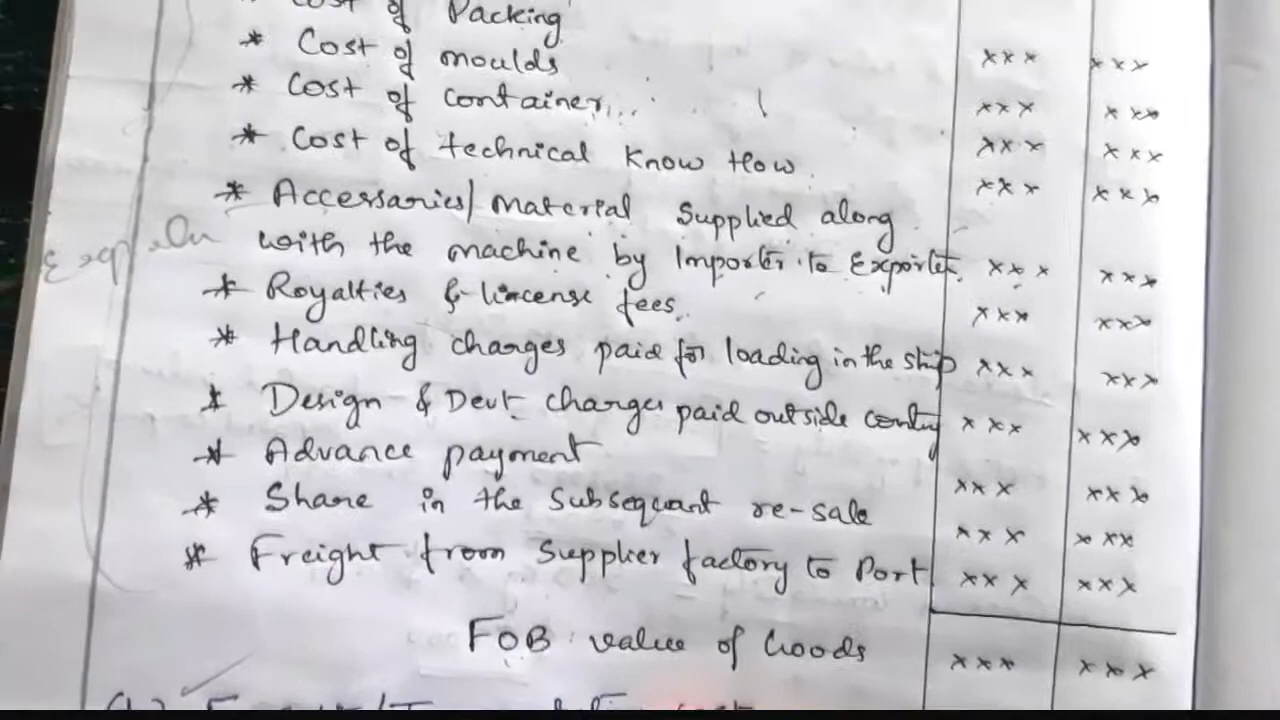 Cost of Packing
* Cost of moulds xxx xxx
* Cost of container xxx xxx
* Cost of technical Know How xxx xxx
* Accessaries/material Supplied along xxx xxx
with the machine by Importer to Exporter xxx xxx
* Royalties & lincense fees xxx xxx
* Handling charges paid for loading in the ship xxx xxx
* Design & Devt charges paid outside contry xxx xxx
* Advance payment xxx xxx
* Share in the Subsequant re-sale xxx xxx
* Freight from Supplier factory to Port xxx xxx
FOB value of Goods xxx xxx